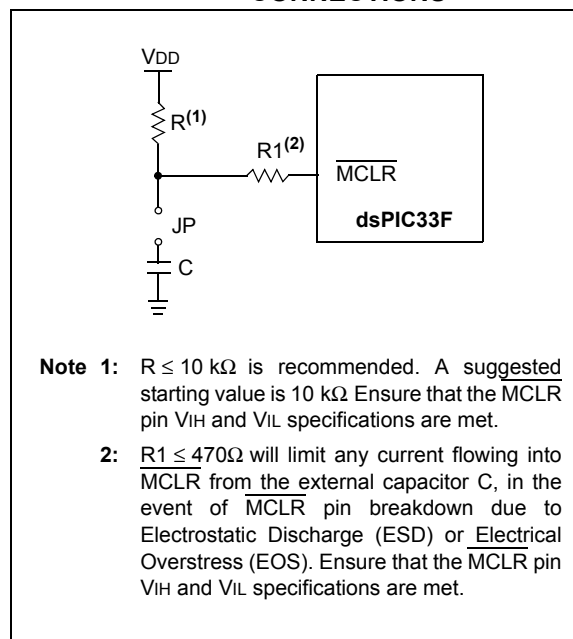 VDD
R(1)
R1(2)
MCLR
dsPIC33F
JP
C
Note 1: R ≤ 10 kΩ is recommended. A suggested
starting value is 10 kΩ Ensure that the MCLR
pin VIH and VIL specifications are met.
2: R1 ≤ 470Ω will limit any current flowing into
MCLR from the external capacitor C, in the
event of MCLR pin breakdown due to
Electrostatic Discharge (ESD) or Electrical
Overstress (EOS). Ensure that the MCLR pin
VIH and VIL specifications are met.